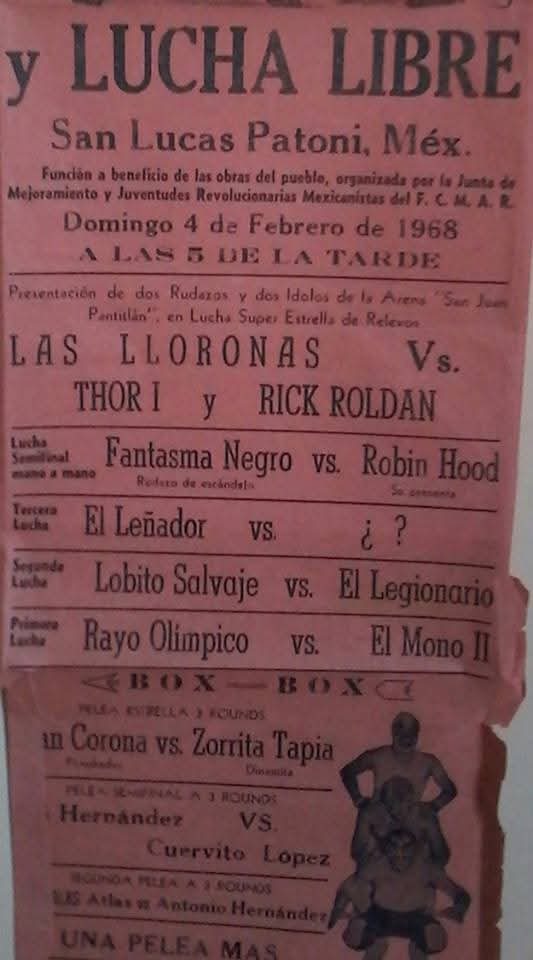 y LUCHA LIBRE
San Lucas Patoni, Méx.
Función a beneficio de las obras del pueblo, organizada por la Junta de
Mejoramiento y Juventudes Revolucionarias Mexicanistas del F. C. M. A. R.
Domingo 4 de Febrero de 1968
A LAS 5 DE LA TARDE
Presentación de dos Rudazos y dos Idolos de la Arena "San Juan
Pantitlán", en Lucha Super Estrella de Relevos
LAS LLORONAS Vs.
THOR I y RICK ROLDAN
Lucha Semifinal mano a mano Fantasma Negro vs. Robin Hood
Rudazo de escándalo
Tercera Lucha El Leñador vs. ¿ ?
Segunda Lucha Lobito Salvaje vs. El Legionario
Primera Lucha Rayo Olímpico vs. El Mono II
BOX — BOX
PELEA ESTRELLA 3 ROUNDS
an Corona vs. Zorrita Tapia
Dinamita
PELEA SEMIFINAL A 3 ROUNDS
Hernández VS.
Cuervito López
SEGUNDA PELEA A 3 ROUNDS
Atlas vs Antonio Hernández
UNA PELEA MAS